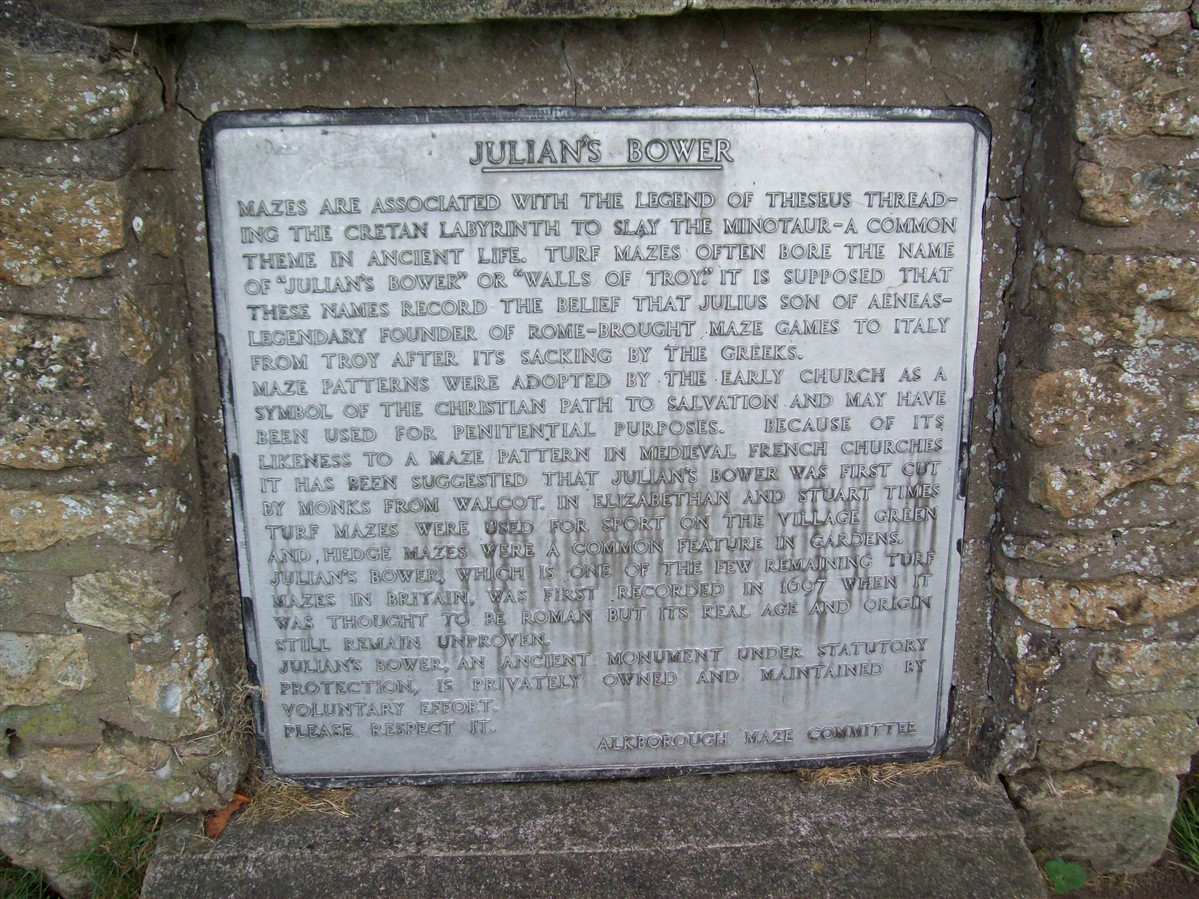 JULIAN'S BOWER
MAZES ARE ASSOCIATED WITH THE LEGEND OF THESEUS THREAD-
ING THE CRETAN LABYRINTH TO SLAY THE MINOTAUR-A COMMON
THEME IN ANCIENT LIFE. TURF MAZES OFTEN BORE THE NAME
OF "JULIAN'S BOWER" OR "WALLS OF TROY." IT IS SUPPOSED THAT
THESE NAMES RECORD THE BELIEF THAT JULIUS SON OF AENEAS-
LEGENDARY FOUNDER OF ROME-BROUGHT MAZE GAMES TO ITALY
FROM TROY AFTER ITS SACKING BY THE GREEKS.
MAZE PATTERNS WERE ADOPTED BY THE EARLY CHURCH AS A
SYMBOL OF THE CHRISTIAN PATH TO SALVATION AND MAY HAVE
BEEN USED FOR PENITENTIAL PURPOSES. BECAUSE OF ITS
LIKENESS TO A MAZE PATTERN IN MEDIEVAL FRENCH CHURCHES
IT HAS BEEN SUGGESTED THAT JULIAN'S BOWER WAS FIRST CUT
BY MONKS FROM WALCOT. IN ELIZABETHAN AND STUART TIMES
TURF MAZES WERE USED FOR SPORT ON THE VILLAGE GREEN
AND HEDGE MAZES WERE A COMMON FEATURE IN GARDENS.
JULIAN'S BOWER, WHICH IS ONE OF THE FEW REMAINING TURF
MAZES IN BRITAIN, WAS FIRST RECORDED IN 1697 WHEN IT
WAS THOUGHT TO BE ROMAN BUT ITS REAL AGE AND ORIGIN
STILL REMAIN UNPROVEN.
JULIAN'S BOWER, AN ANCIENT MONUMENT UNDER STATUTORY
PROTECTION, IS PRIVATELY OWNED AND MAINTAINED BY
VOLUNTARY EFFORT.
PLEASE RESPECT IT.
ALKBOROUGH MAZE COMMITTEE